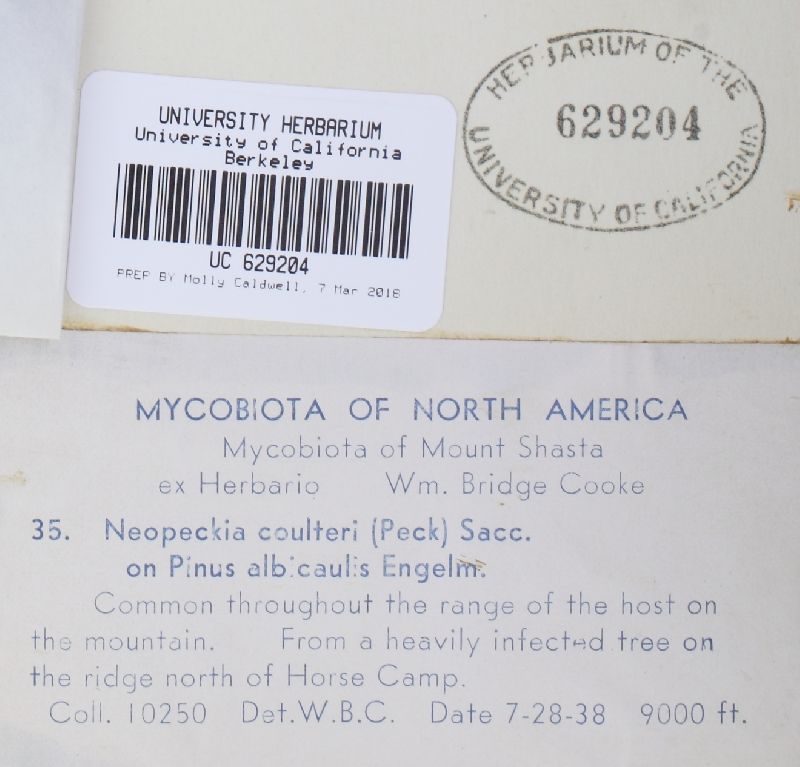 UNIVERSITY HERBARIUM
University of California
Berkeley
UC 629204
PREP BY Molly Caldwell, 7 Mar 2018
HERBARIUM OF THE
629204
UNIVERSITY OF CALIFORNIA
MYCOBIOTA OF NORTH AMERICA
Mycobiota of Mount Shasta
ex Herbario Wm. Bridge Cooke
35. Neopeckia coulteri (Peck) Sacc.
on Pinus albicaulis Engelm.
Common throughout the range of the host on
the mountain. From a heavily infected tree on
the ridge north of Horse Camp.
Coll. 10250 Det.W.B.C. Date 7-28-38 9000 ft.